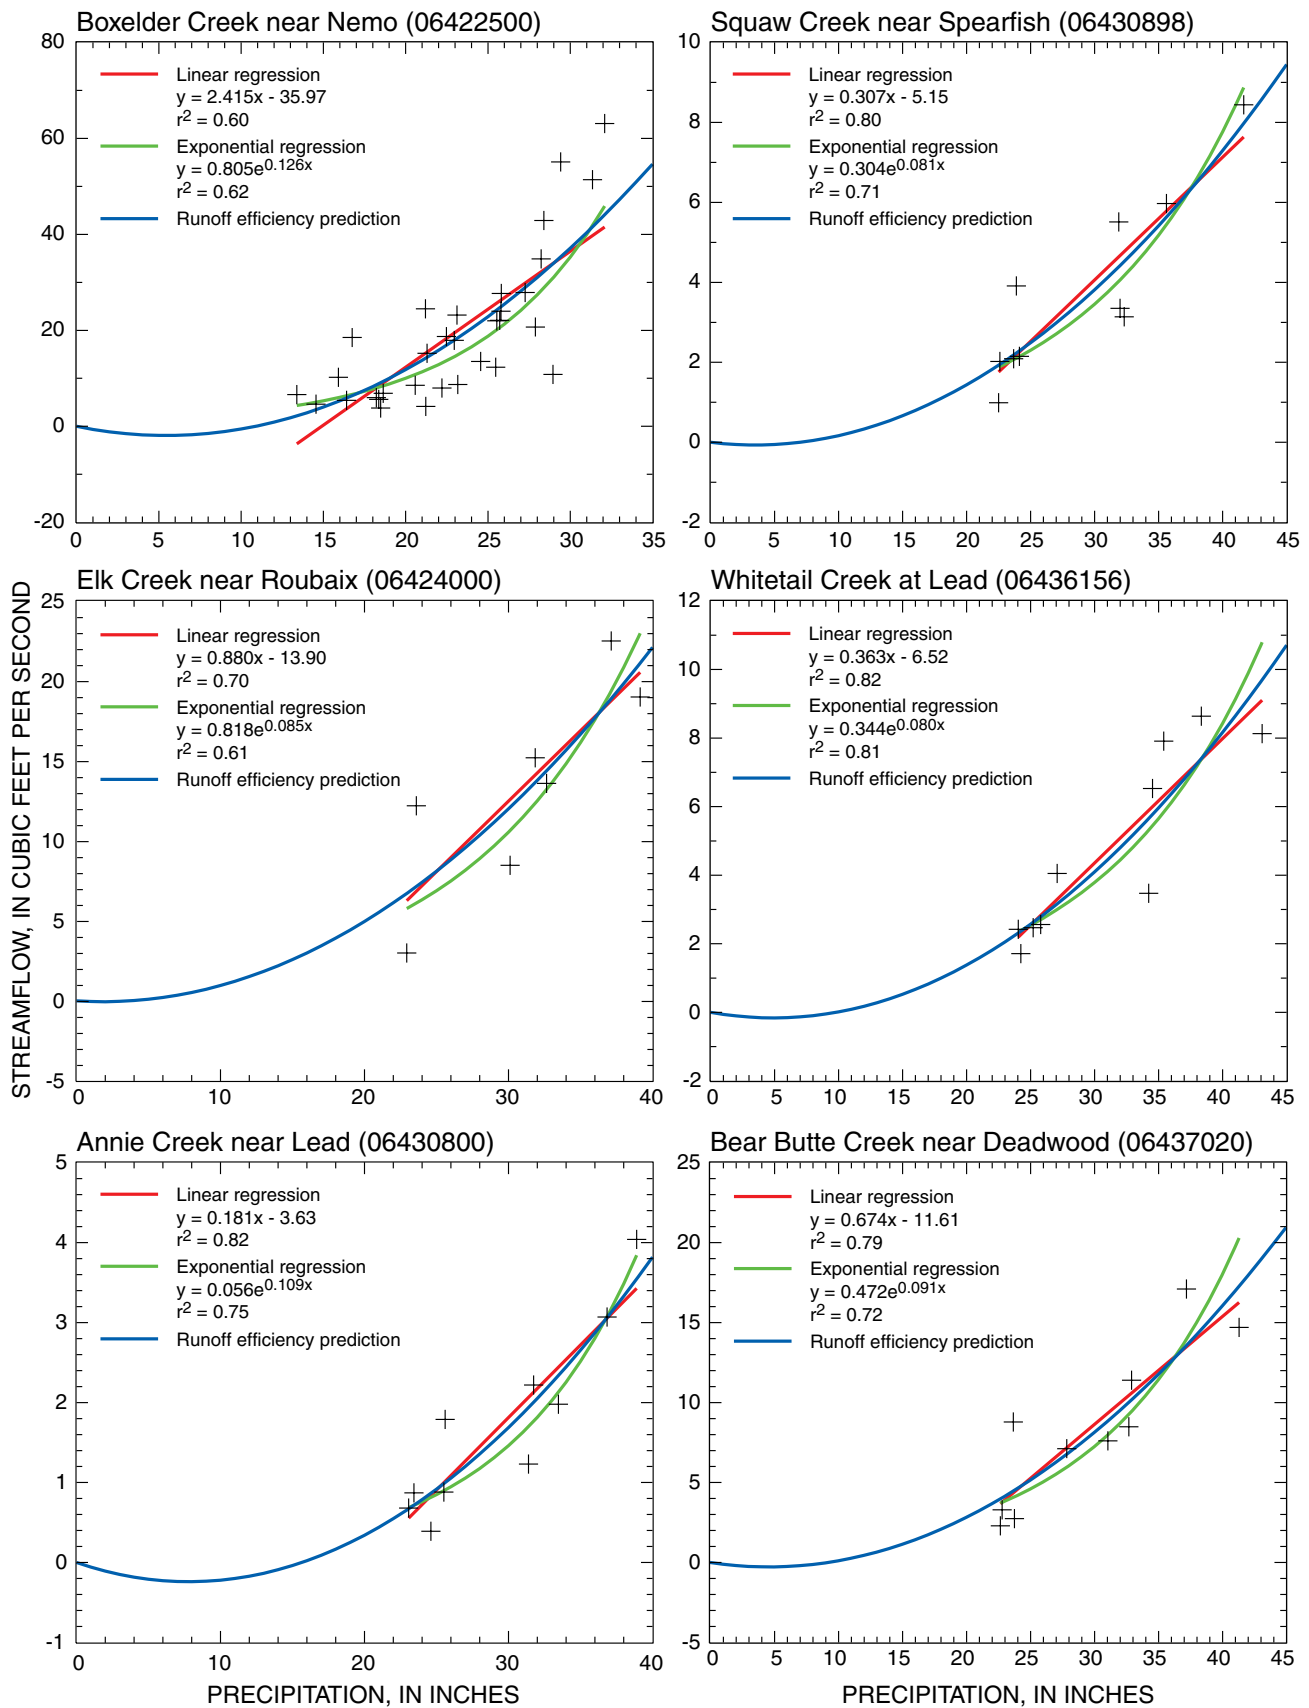 Boxelder Creek near Nemo (06422500)
80
60
40
20
0
-20
Linear regression
y = 2.415x - 35.97
r2 = 0.60
Exponential regression
y = 0.805e0.126x
r2 = 0.62
Runoff efficiency prediction
0 5 10 15 20 25 30 35
Squaw Creek near Spearfish (06430898)
10
8
6
4
2
0
-2
Linear regression
y = 0.307x - 5.15
r2 = 0.80
Exponential regression
y = 0.304e0.081x
r2 = 0.71
Runoff efficiency prediction
0 5 10 15 20 25 30 35 40 45
STREAMFLOW, IN CUBIC FEET PER SECOND
Elk Creek near Roubaix (06424000)
25
20
15
10
5
0
-5
Linear regression
y = 0.880x - 13.90
r2 = 0.70
Exponential regression
y = 0.818e0.085x
r2 = 0.61
Runoff efficiency prediction
0 10 20 30 40
Whitetail Creek at Lead (06436156)
12
10
8
6
4
2
0
-2
Linear regression
y = 0.363x - 6.52
r2 = 0.82
Exponential regression
y = 0.344e0.080x
r2 = 0.81
Runoff efficiency prediction
0 5 10 15 20 25 30 35 40 45
Annie Creek near Lead (06430800)
5
4
3
2
1
0
-1
Linear regression
y = 0.181x - 3.63
r2 = 0.82
Exponential regression
y = 0.056e0.109x
r2 = 0.75
Runoff efficiency prediction
0 10 20 30 40
PRECIPITATION, IN INCHES
Bear Butte Creek near Deadwood (06437020)
25
20
15
10
5
0
-5
Linear regression
y = 0.674x - 11.61
r2 = 0.79
Exponential regression
y = 0.472e0.091x
r2 = 0.72
Runoff efficiency prediction
0 5 10 15 20 25 30 35 40 45
PRECIPITATION, IN INCHES